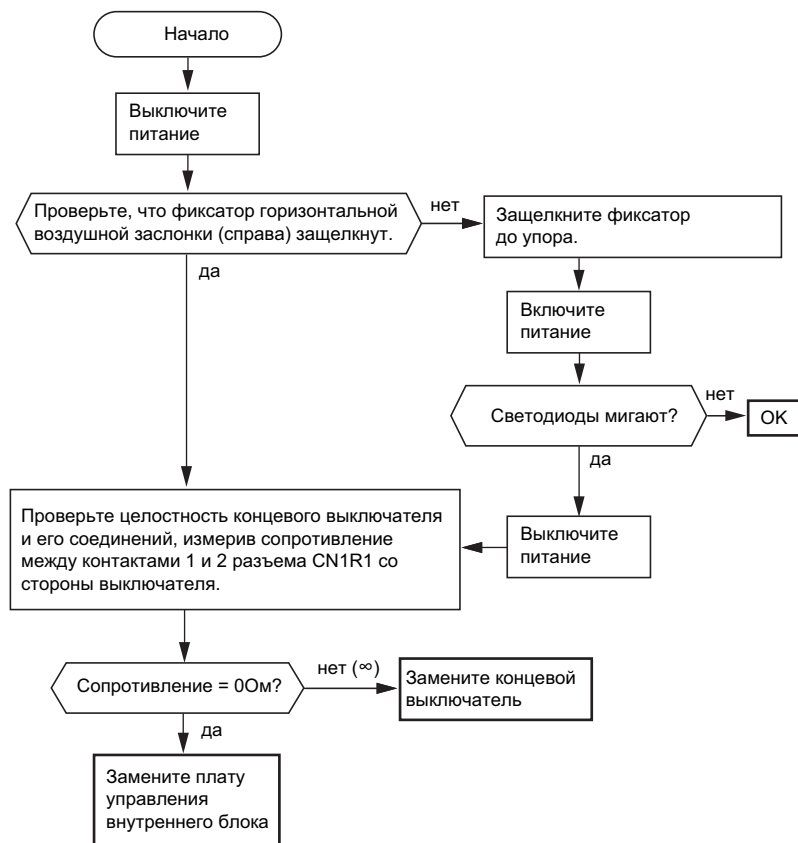 Начало
Выключите
питание
Проверьте, что фиксатор горизонтальной
воздушной заслонки (справа) защелкнут.
нет
Защелкните фиксатор
до упора.
да
Включите
питание
Светодиоды мигают?
нет
OK
да
Выключите
питание
Проверьте целостность концевого выключателя
и его соединений, измерив сопротивление
между контактами 1 и 2 разъема CN1R1 со
стороны выключателя.
Сопротивление = 0Ом?
нет (∞)
Замените концевой
выключатель
да
Замените плату
управления
внутреннего блока